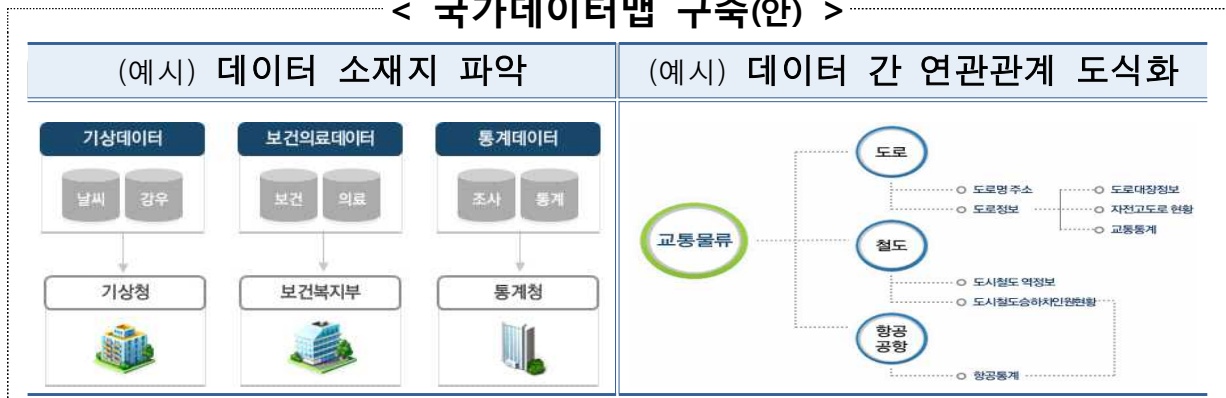 < 국가데이터맵 구축(안) >
(예시) 데이터 소재지 파악
(예시) 데이터 간 연관관계 도식화
기상데이터
보건의료데이터
통계데이터
날씨
강우
보건
의료
조사
통계
기상청
보건복지부
통계청
교통물류
도로
도로명 주소
도로정보
도로대장정보
자전고도로 현황
교통통계
철도
도시철도 역정보
도시철도승하차인원현황
항공
공항
항공통계